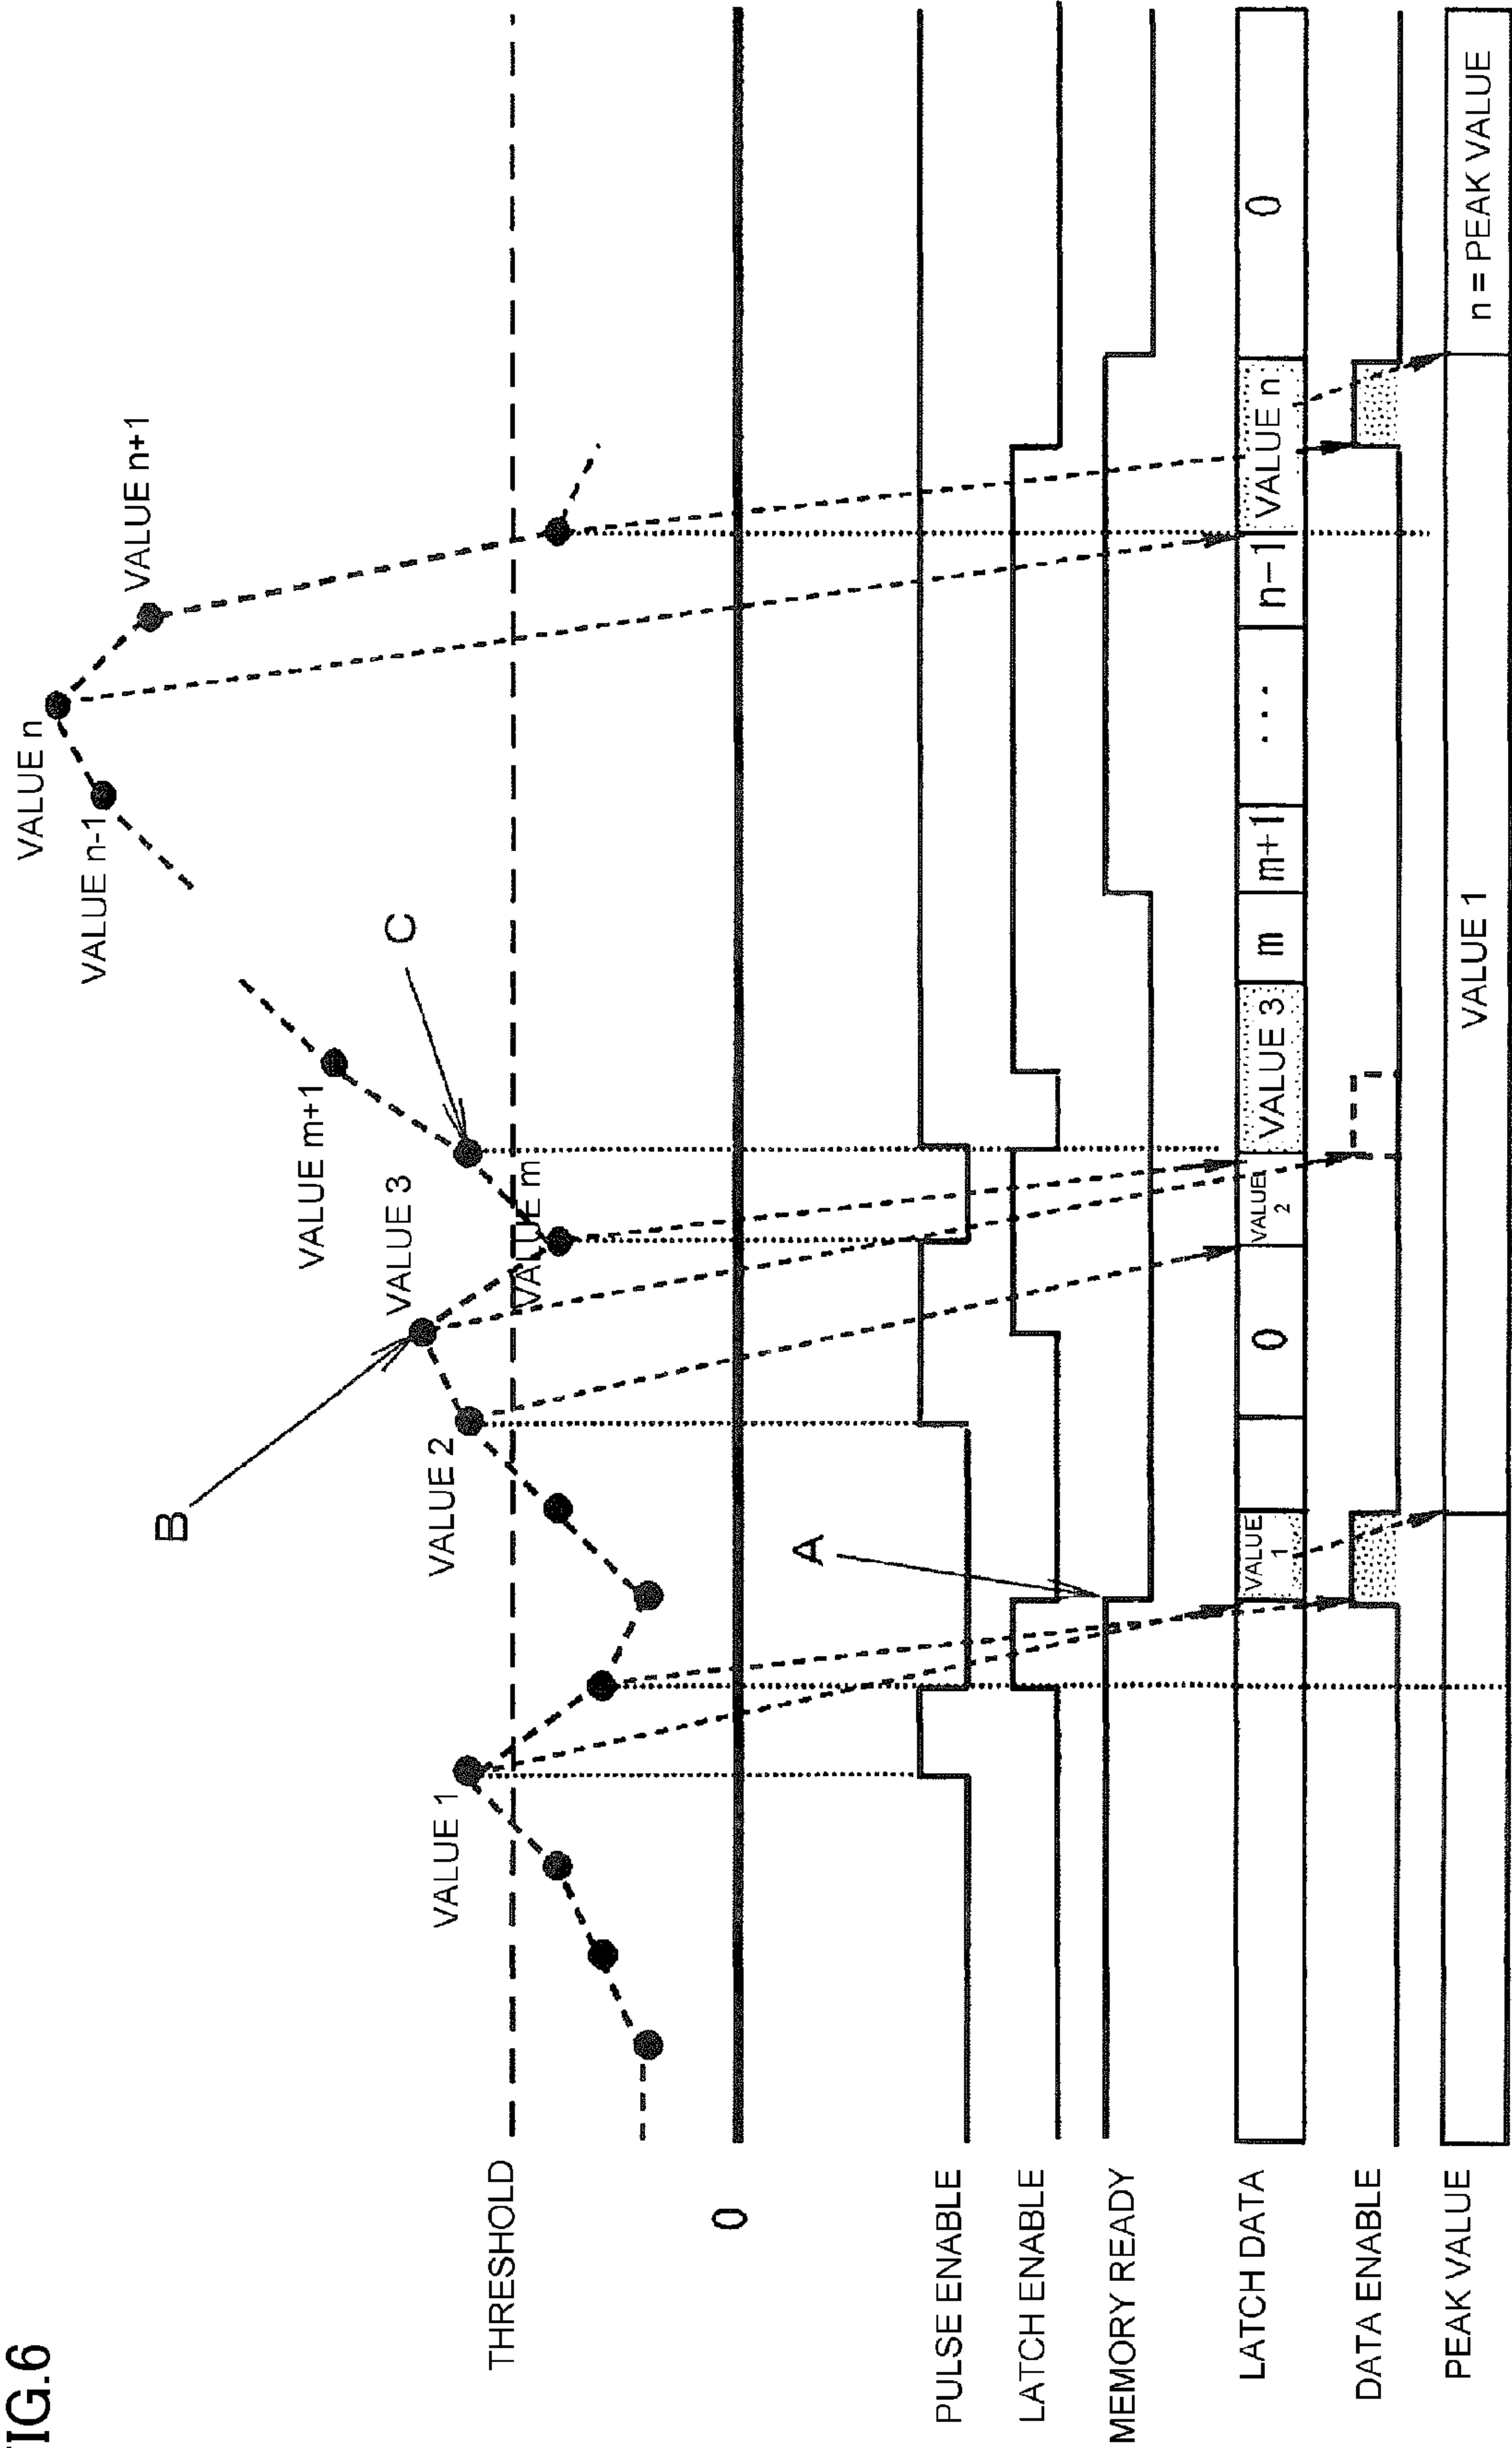 FIG.6
VALUE n
VALUE n-1
VALUE n+1
C
VALUE m+1
VALUE 3
VALUE m
B
VALUE 2
VALUE 1
THRESHOLD
0
A
PULSE ENABLE
LATCH ENABLE
MEMORY READY
LATCH DATA
VALUE 1
0
VALUE 2
VALUE 3
m
m+1
...
n-1
VALUE n
0
DATA ENABLE
PEAK VALUE
VALUE 1
n = PEAK VALUE